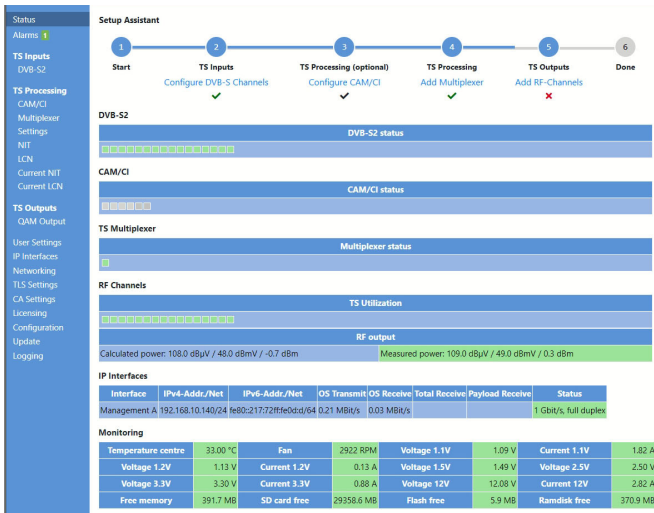 Status
Alarms 1
TS Inputs
DVB-S2
TS Processing
CAM/CI
Multiplexer
Settings
NIT
LCN
Current NIT
Current LCN
TS Outputs
QAM Output
User Settings
IP Interfaces
Networking
TLS Settings
CA Settings
Licensing
Configuration
Update
Logging
Setup Assistant
1 2 3 4 5 6
Start TS Inputs TS Processing (optional) TS Processing TS Outputs Done
Configure DVB-S Channels Configure CAM/CI Add Multiplexer Add RF-Channels
DVB-S2
DVB-S2 status
CAM/CI
CAM/CI status
TS Multiplexer
Multiplexer status
RF Channels
TS Utilization
RF output
Calculated power: 108.0 dBµV / 48.0 dBmV / -0.7 dBm Measured power: 109.0 dBµV / 49.0 dBmV / 0.3 dBm
IP Interfaces
Interface IPv4-Addr./Net IPv6-Addr./Net OS Transmit OS Receive Total Receive Payload Receive Status
Management A 192.168.10.140/24 fe80::217:72ff:fe0d:d/64 0.21 MBit/s 0.03 MBit/s 1 Gbit/s, full duplex
Monitoring
Temperature centre 33.00 °C Fan 2922 RPM Voltage 1.1V 1.09 V Current 1.1V 1.82 A
Voltage 1.2V 1.13 V Current 1.2V 0.13 A Voltage 1.5V 1.49 V Voltage 2.5V 2.50 V
Voltage 3.3V 3.30 V Current 3.3V 0.88 A Voltage 12V 12.08 V Current 12V 2.82 A
Free memory 391.7 MB SD card free 29358.6 MB Flash free 5.9 MB Ramdisk free 370.9 MB